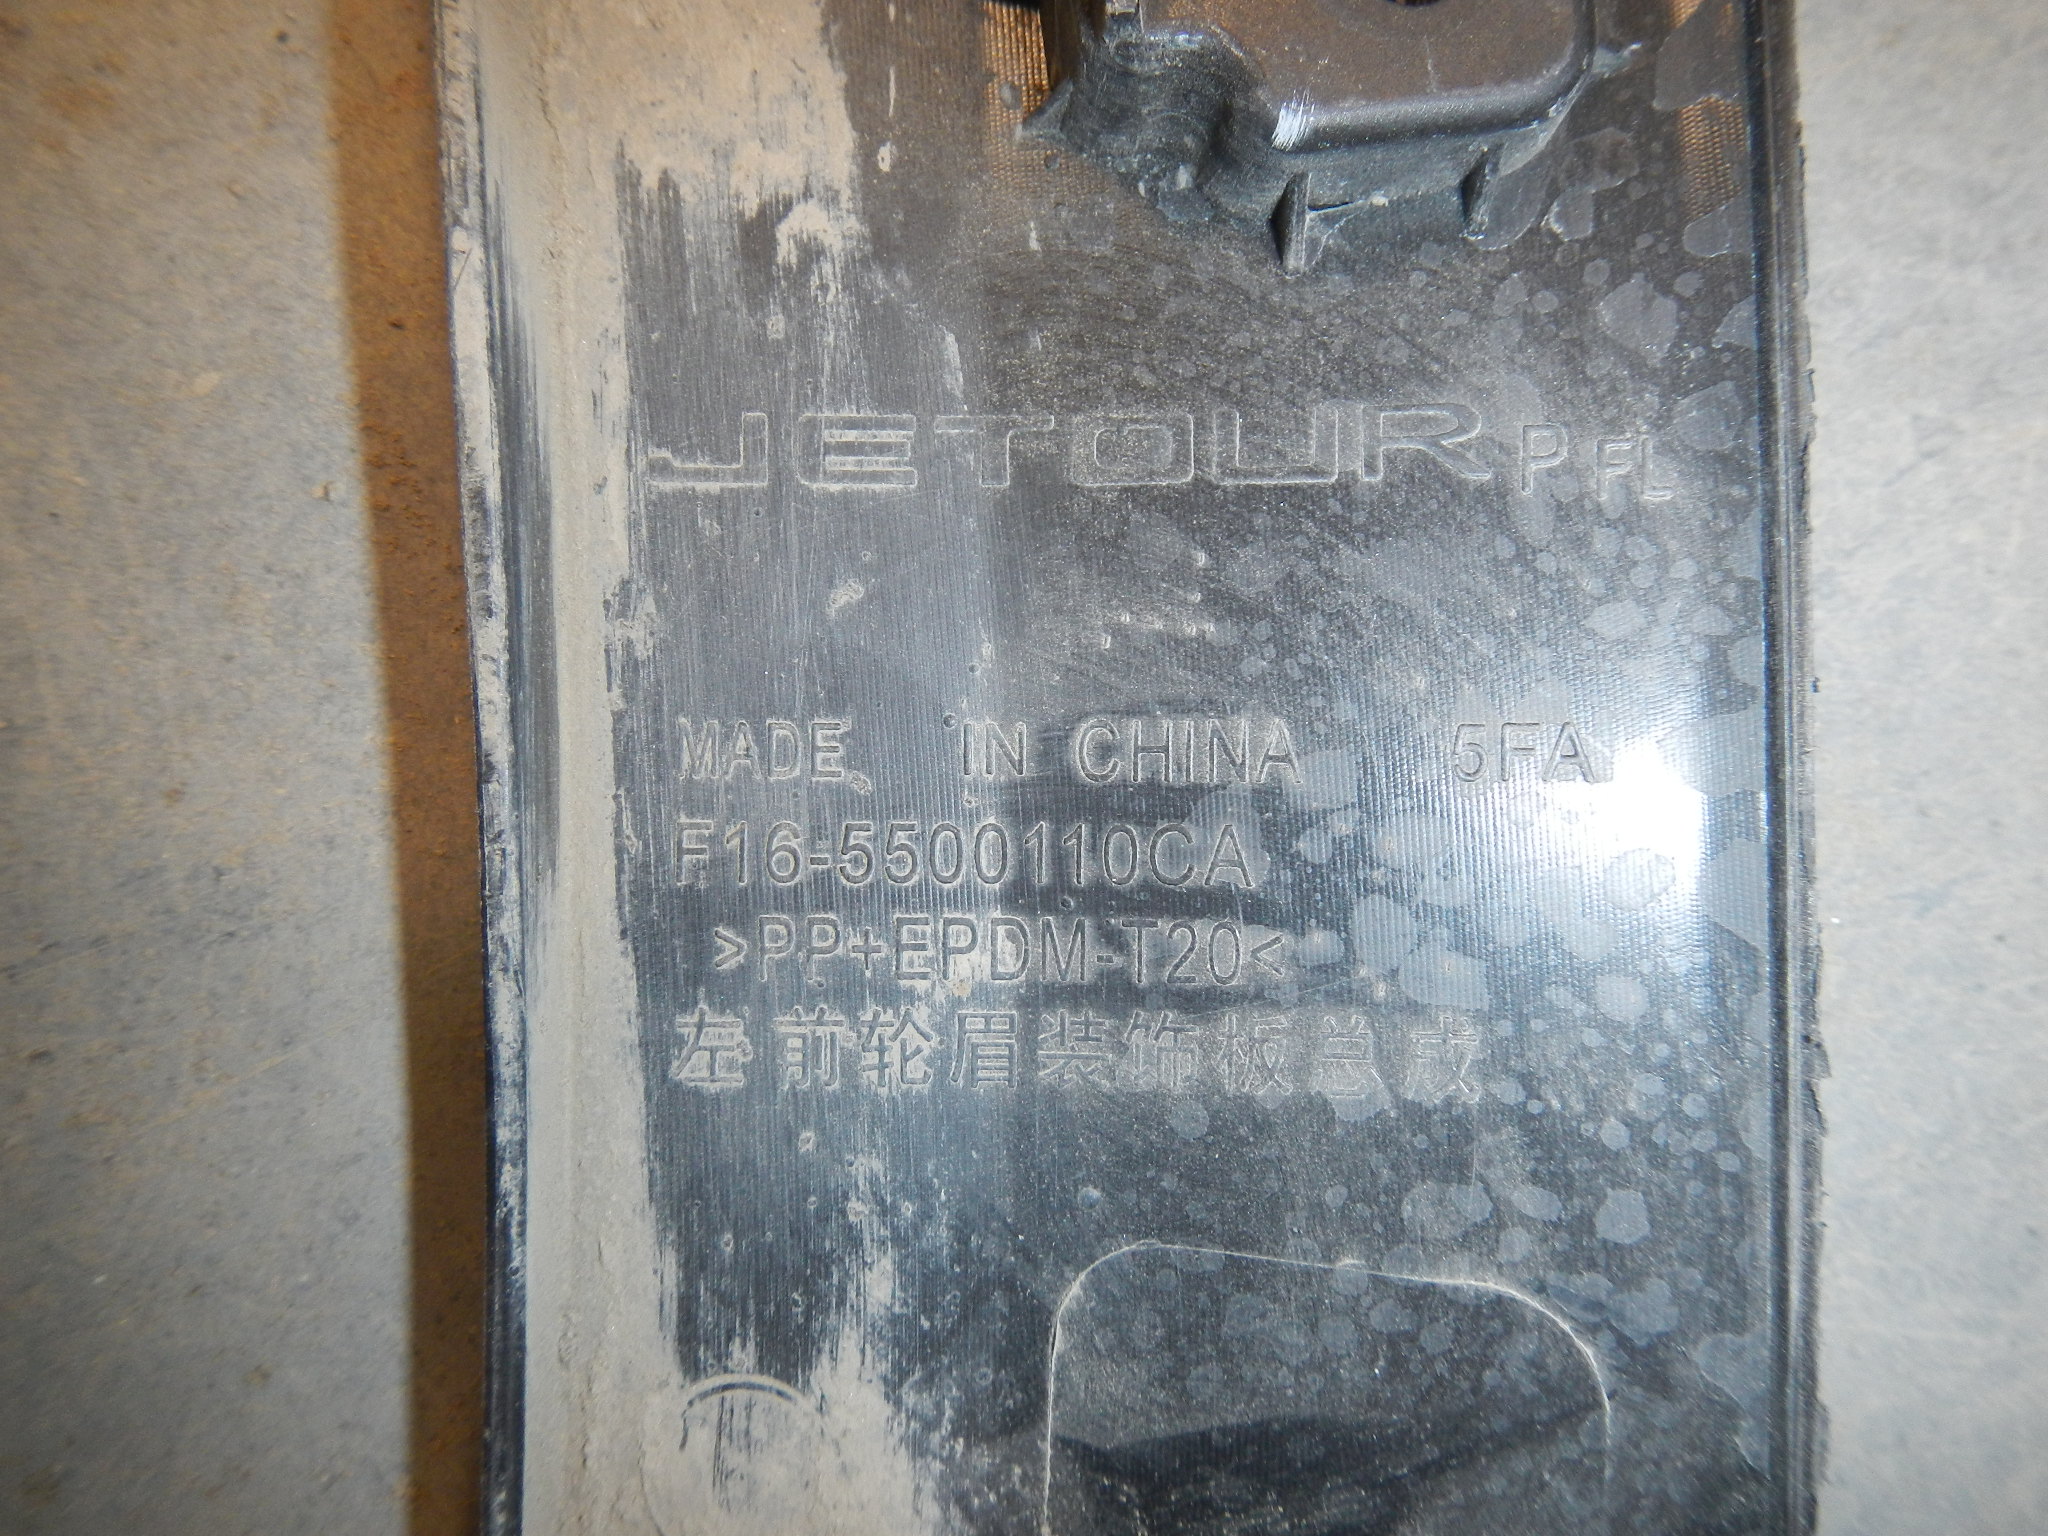 JETOUR P FL
MADE IN CHINA 5FA
F16-5500110CA
>PP+EPDM-T20<
左前轮眉装饰板总成